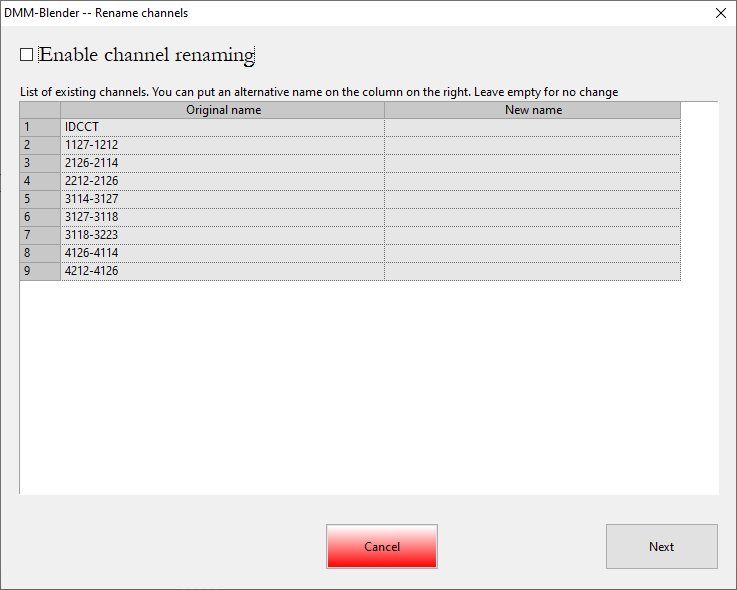 DMM-Blender -- Rename channels
Enable channel renaming
List of existing channels. You can put an alternative name on the column on the right. Leave empty for no change
Original name New name
1 IDCCT
2 1127-1212
3 2126-2114
4 2212-2126
5 3114-3127
6 3127-3118
7 3118-3223
8 4126-4114
9 4212-4126
Cancel Next